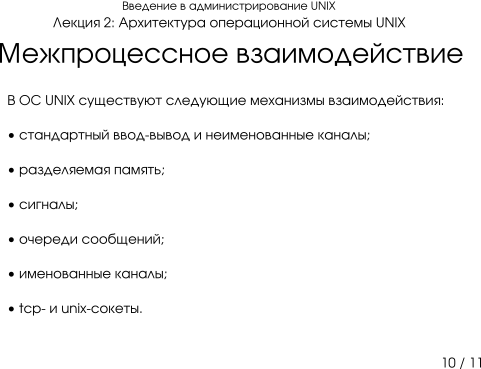 Введение в администрирование UNIX
Лекция 2: Архитектура операционной системы UNIX
Межпроцессное взаимодействие
В ОС UNIX существуют следующие механизмы взаимодействия:
• стандартный ввод-вывод и неименованные каналы;
• разделяемая память;
• сигналы;
• очереди сообщений;
• именованные каналы;
• tcp- и unix-сокеты.
10 / 11